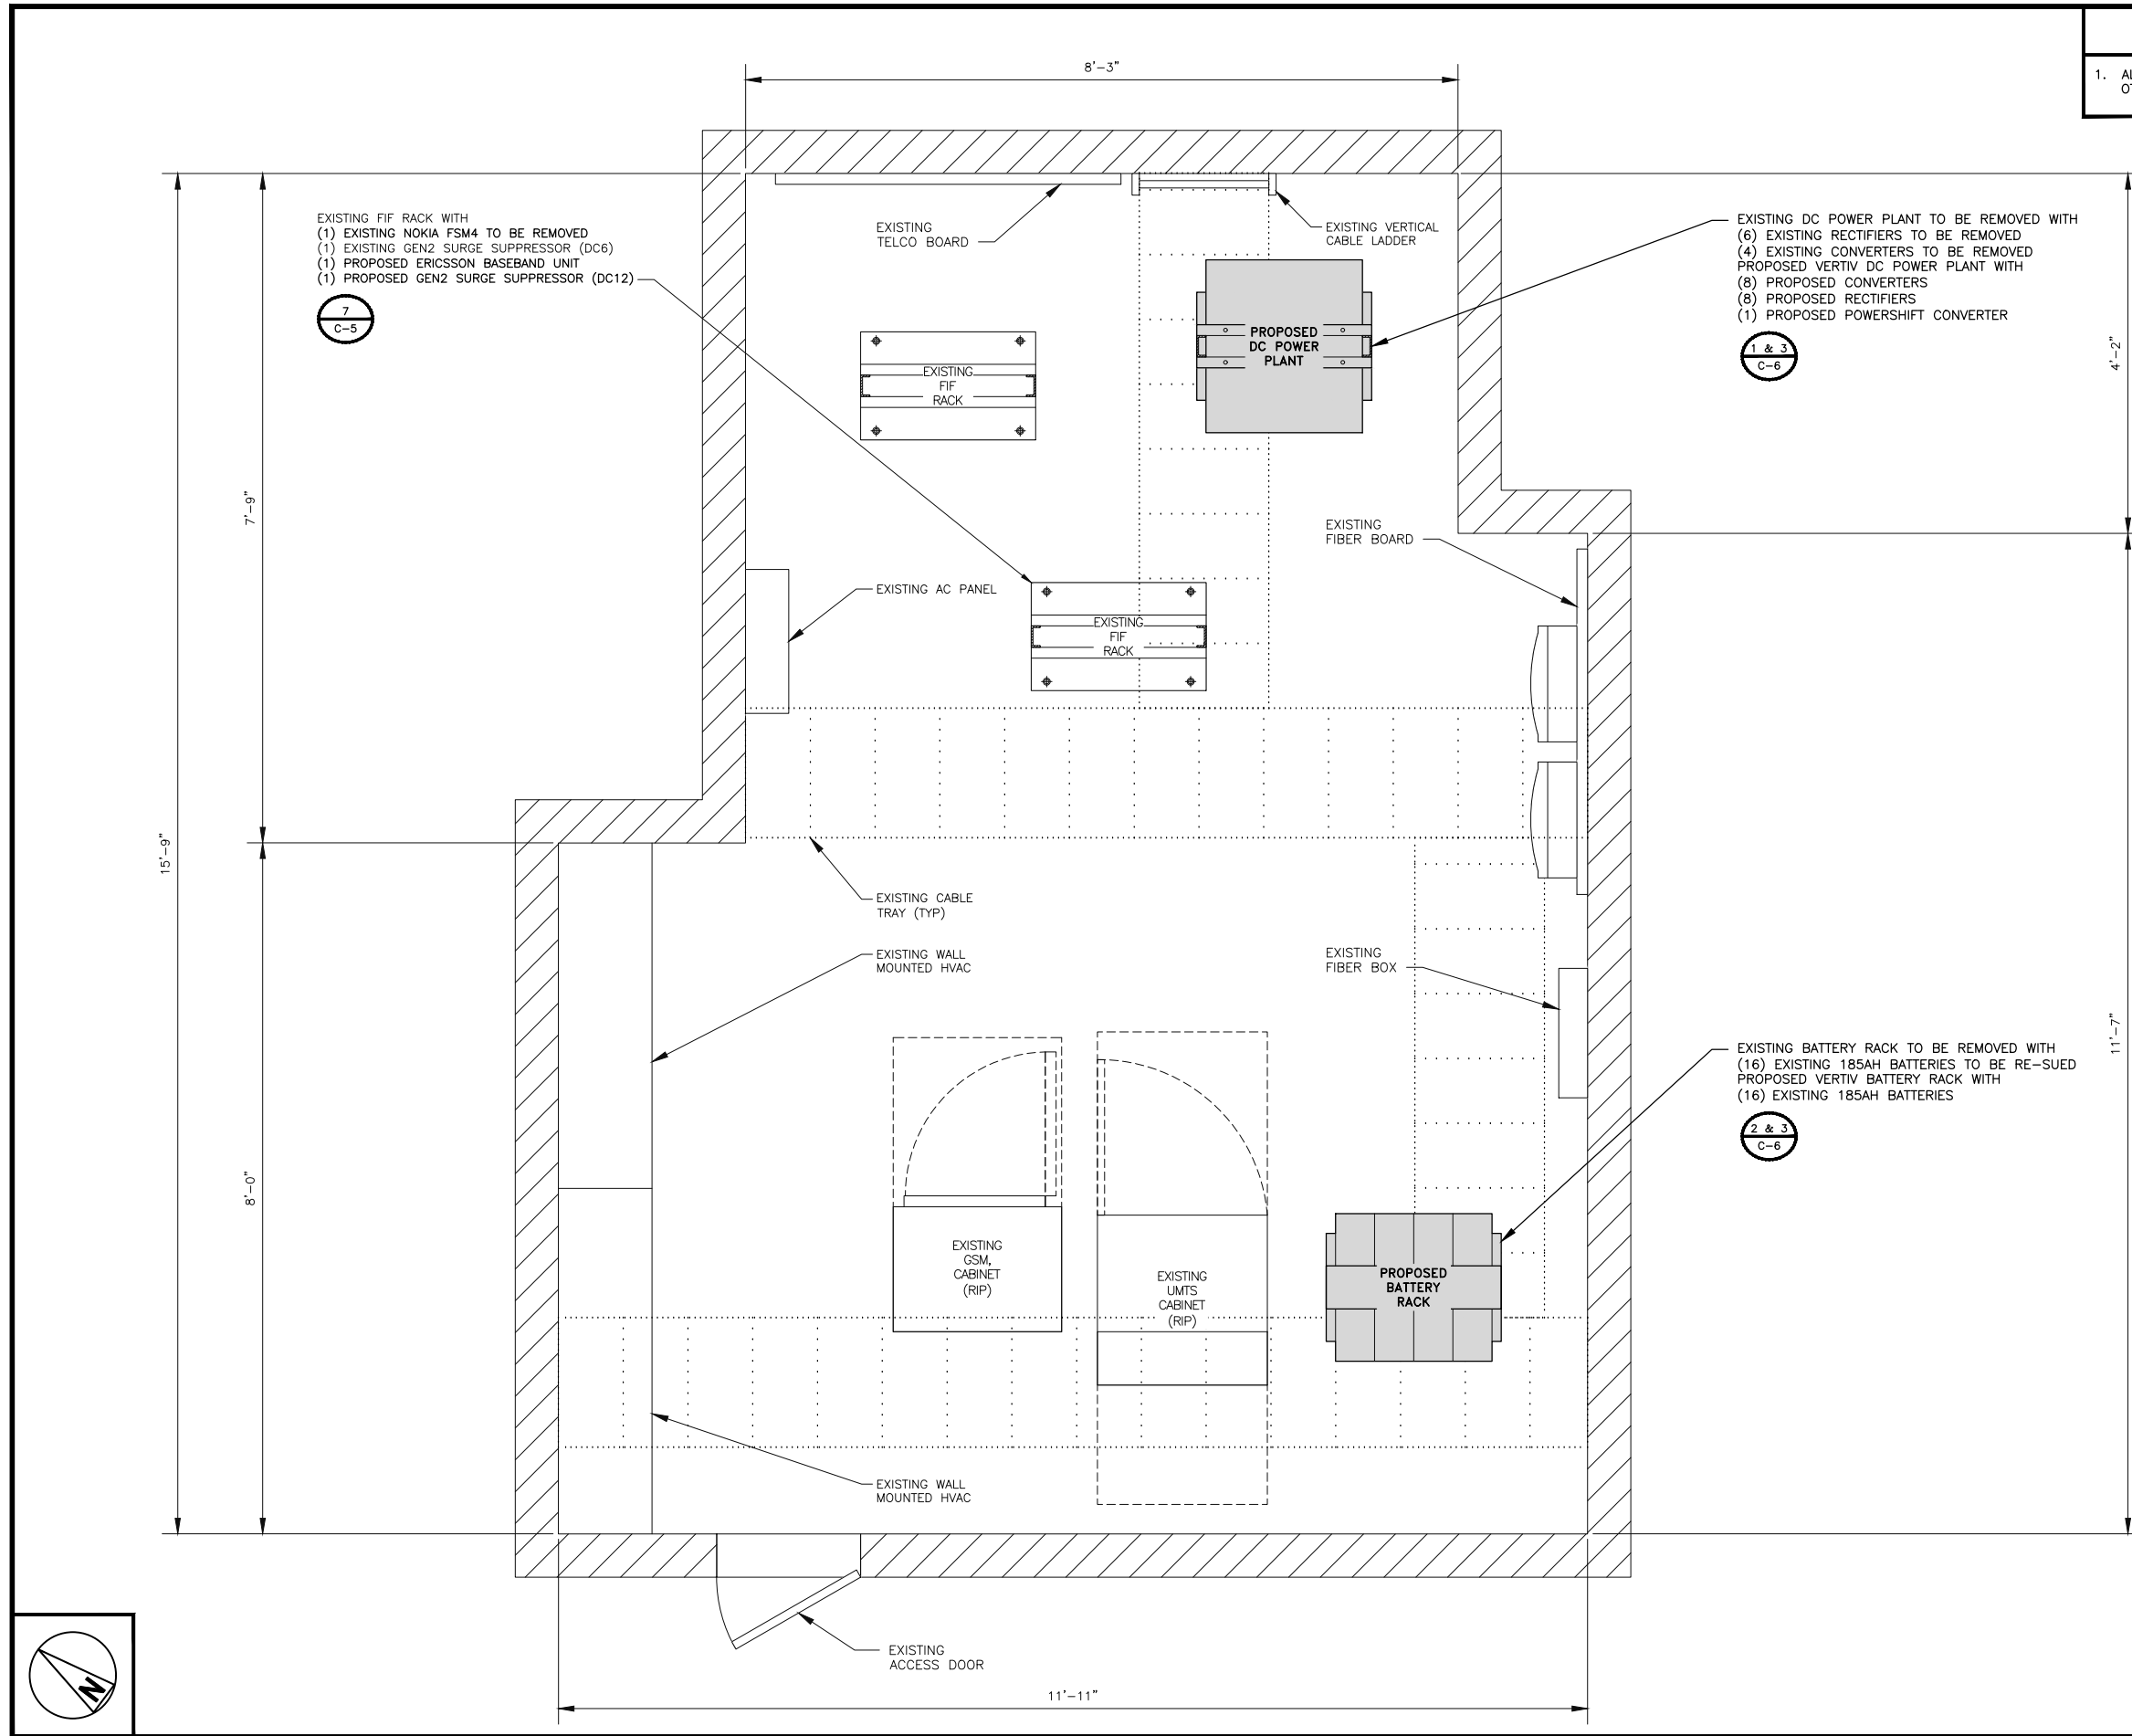 8'-3"
1. AL
OT
EXISTING FIF RACK WITH
(1) EXISTING NOKIA FSM4 TO BE REMOVED
(1) EXISTING GEN2 SURGE SUPPRESSOR (DC6)
(1) PROPOSED ERICSSON BASEBAND UNIT
(1) PROPOSED GEN2 SURGE SUPPRESSOR (DC12)
7
C-5
EXISTING
TELCO BOARD
EXISTING VERTICAL
CABLE LADDER
EXISTING DC POWER PLANT TO BE REMOVED WITH
(6) EXISTING RECTIFIERS TO BE REMOVED
(4) EXISTING CONVERTERS TO BE REMOVED
PROPOSED VERTIV DC POWER PLANT WITH
(8) PROPOSED CONVERTERS
(8) PROPOSED RECTIFIERS
(1) PROPOSED POWERSHIFT CONVERTER
1 & 3
C-6
PROPOSED
DC POWER
PLANT
EXISTING
FIF
RACK
4'-2"
7'-9"
EXISTING
FIBER BOARD
EXISTING AC PANEL
EXISTING
FIF
RACK
15'-9"
EXISTING CABLE
TRAY (TYP)
EXISTING WALL
MOUNTED HVAC
EXISTING
FIBER BOX
11'-7"
EXISTING BATTERY RACK TO BE REMOVED WITH
(16) EXISTING 185AH BATTERIES TO BE RE-SUED
PROPOSED VERTIV BATTERY RACK WITH
(16) EXISTING 185AH BATTERIES
2 & 3
C-6
8'-0"
EXISTING
GSM,
CABINET
(RIP)
EXISTING
UMTS
CABINET
(RIP)
PROPOSED
BATTERY
RACK
EXISTING WALL
MOUNTED HVAC
EXISTING
ACCESS DOOR
N
11'-11"